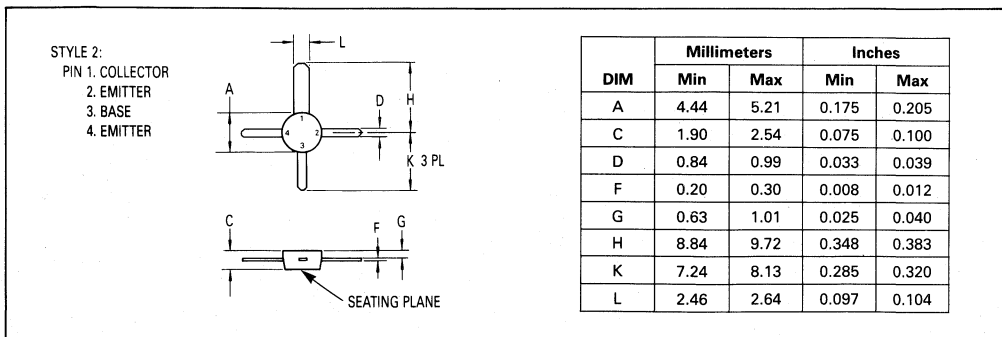 STYLE 2:
PIN 1. COLLECTOR
2. EMITTER
3. BASE
4. EMITTER
L
A
D
H
1
4
2
3
K 3 PL
C
F
G
SEATING PLANE
Millimeters Inches
DIM Min Max Min Max
A 4.44 5.21 0.175 0.205
C 1.90 2.54 0.075 0.100
D 0.84 0.99 0.033 0.039
F 0.20 0.30 0.008 0.012
G 0.63 1.01 0.025 0.040
H 8.84 9.72 0.348 0.383
K 7.24 8.13 0.285 0.320
L 2.46 2.64 0.097 0.104